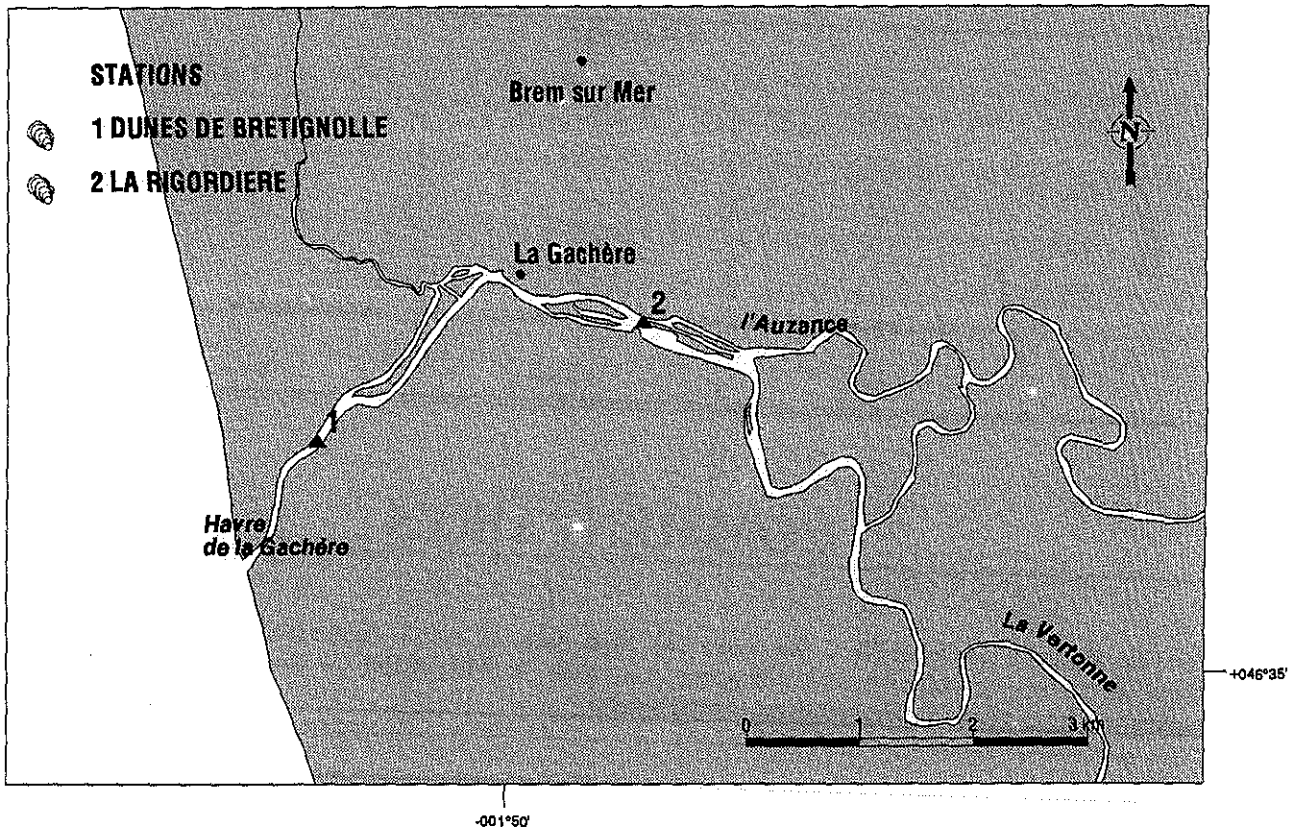 STATIONS
1 DUNES DE BRETIGNOLLE
2 LA RIGORDIERE
Brem sur Mer
N
La Gachère
2
l'Auzance
1
Havre
de la Gachère
La Vertonne
+046°35'
0 1 2 3 km
-001°50'